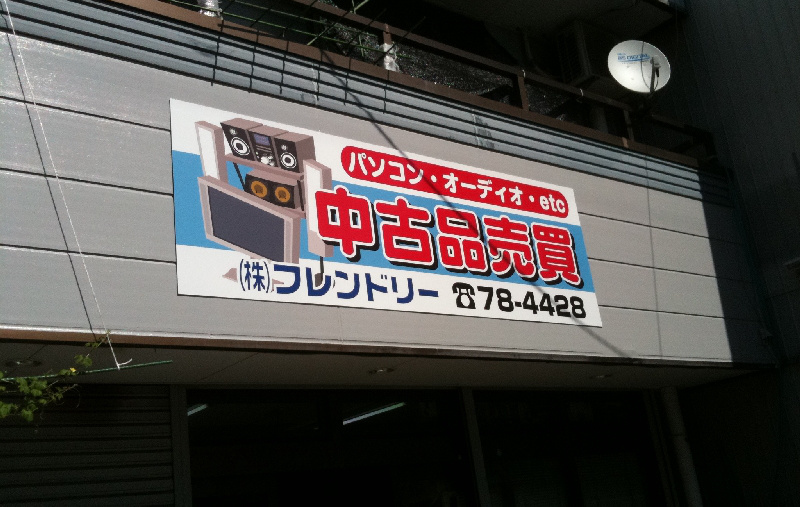 パソコン・オーディオ・etc
中古品売買
(株)フレンドリー ☎78-4428